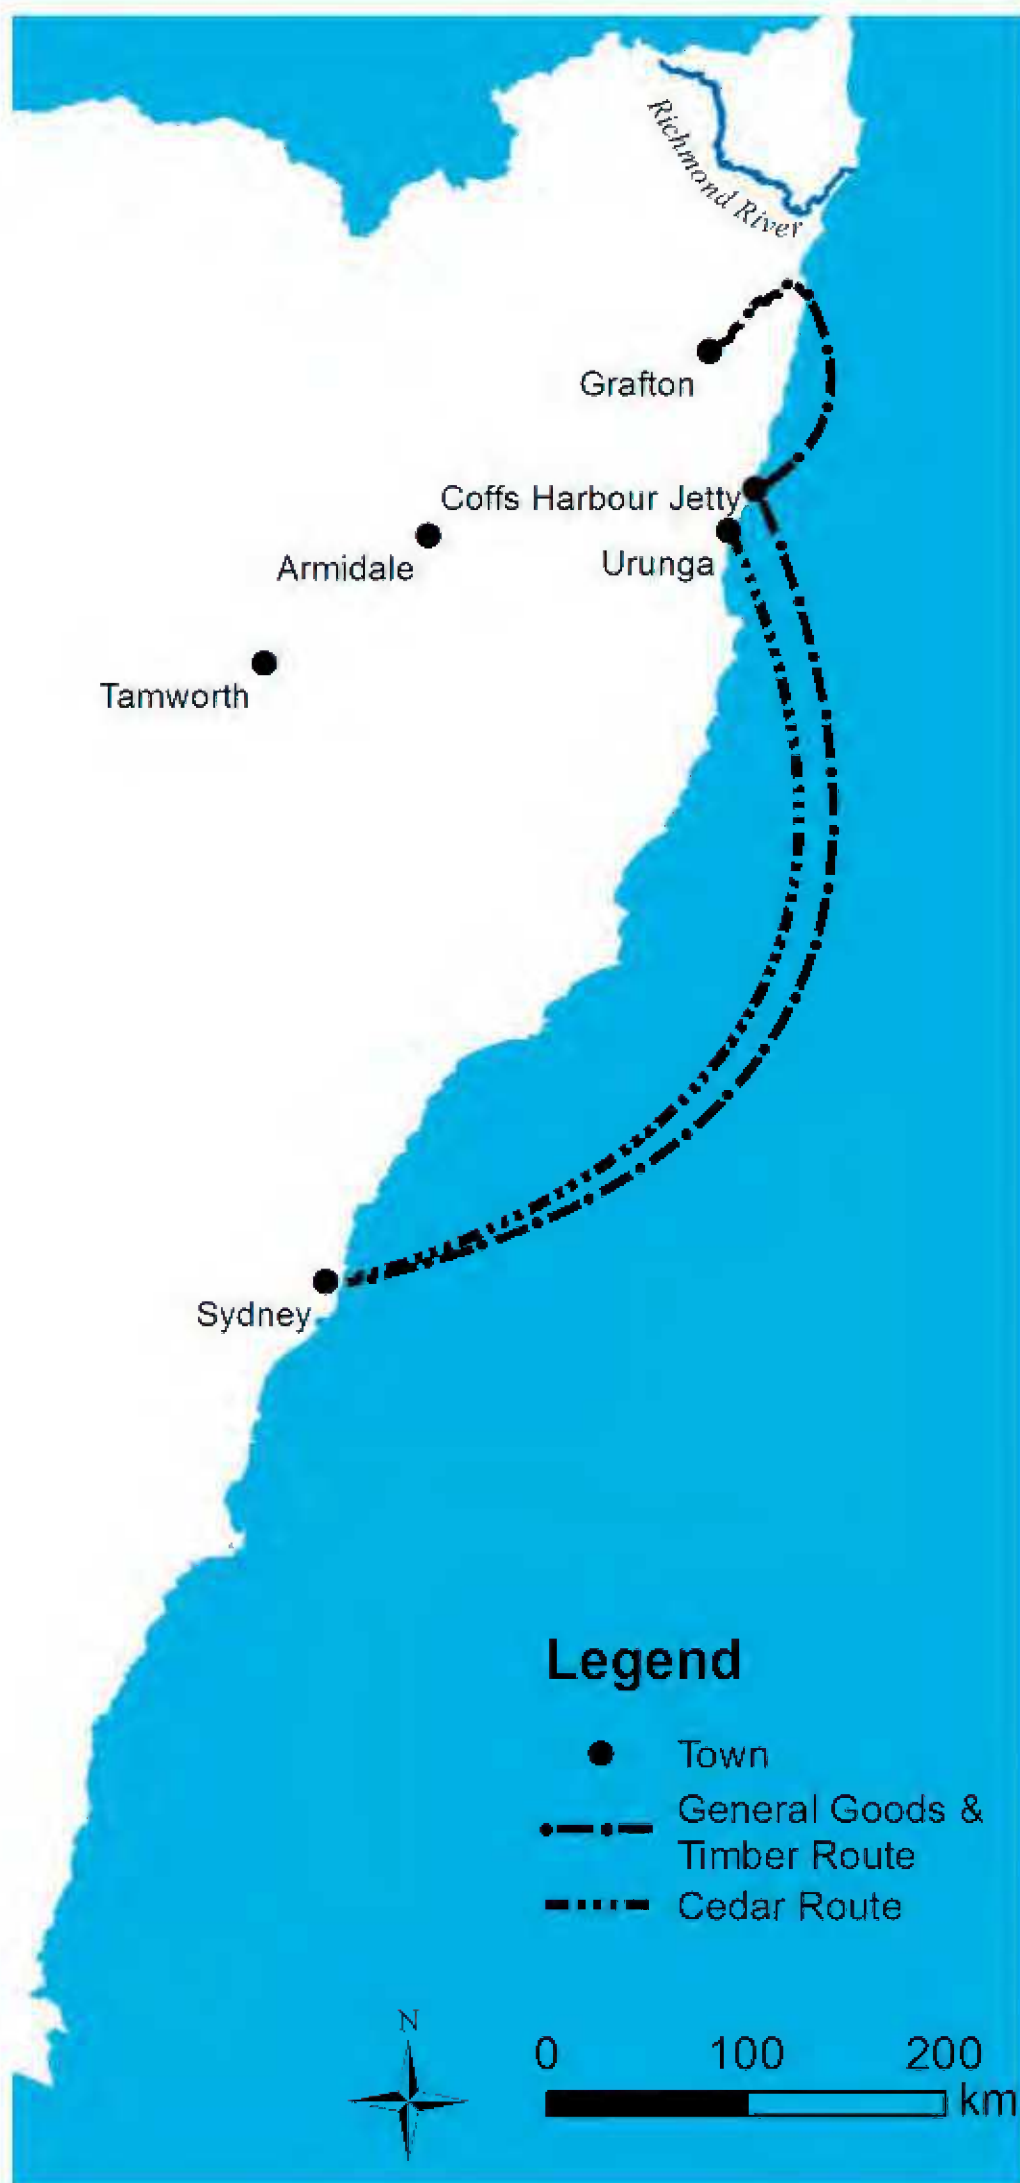 Richmond River
Grafton
Coffs Harbour Jetty
Armidale
Urunga
Tamworth
Sydney
Legend
Town
General Goods &
Timber Route
Cedar Route
N
0 100 200
km